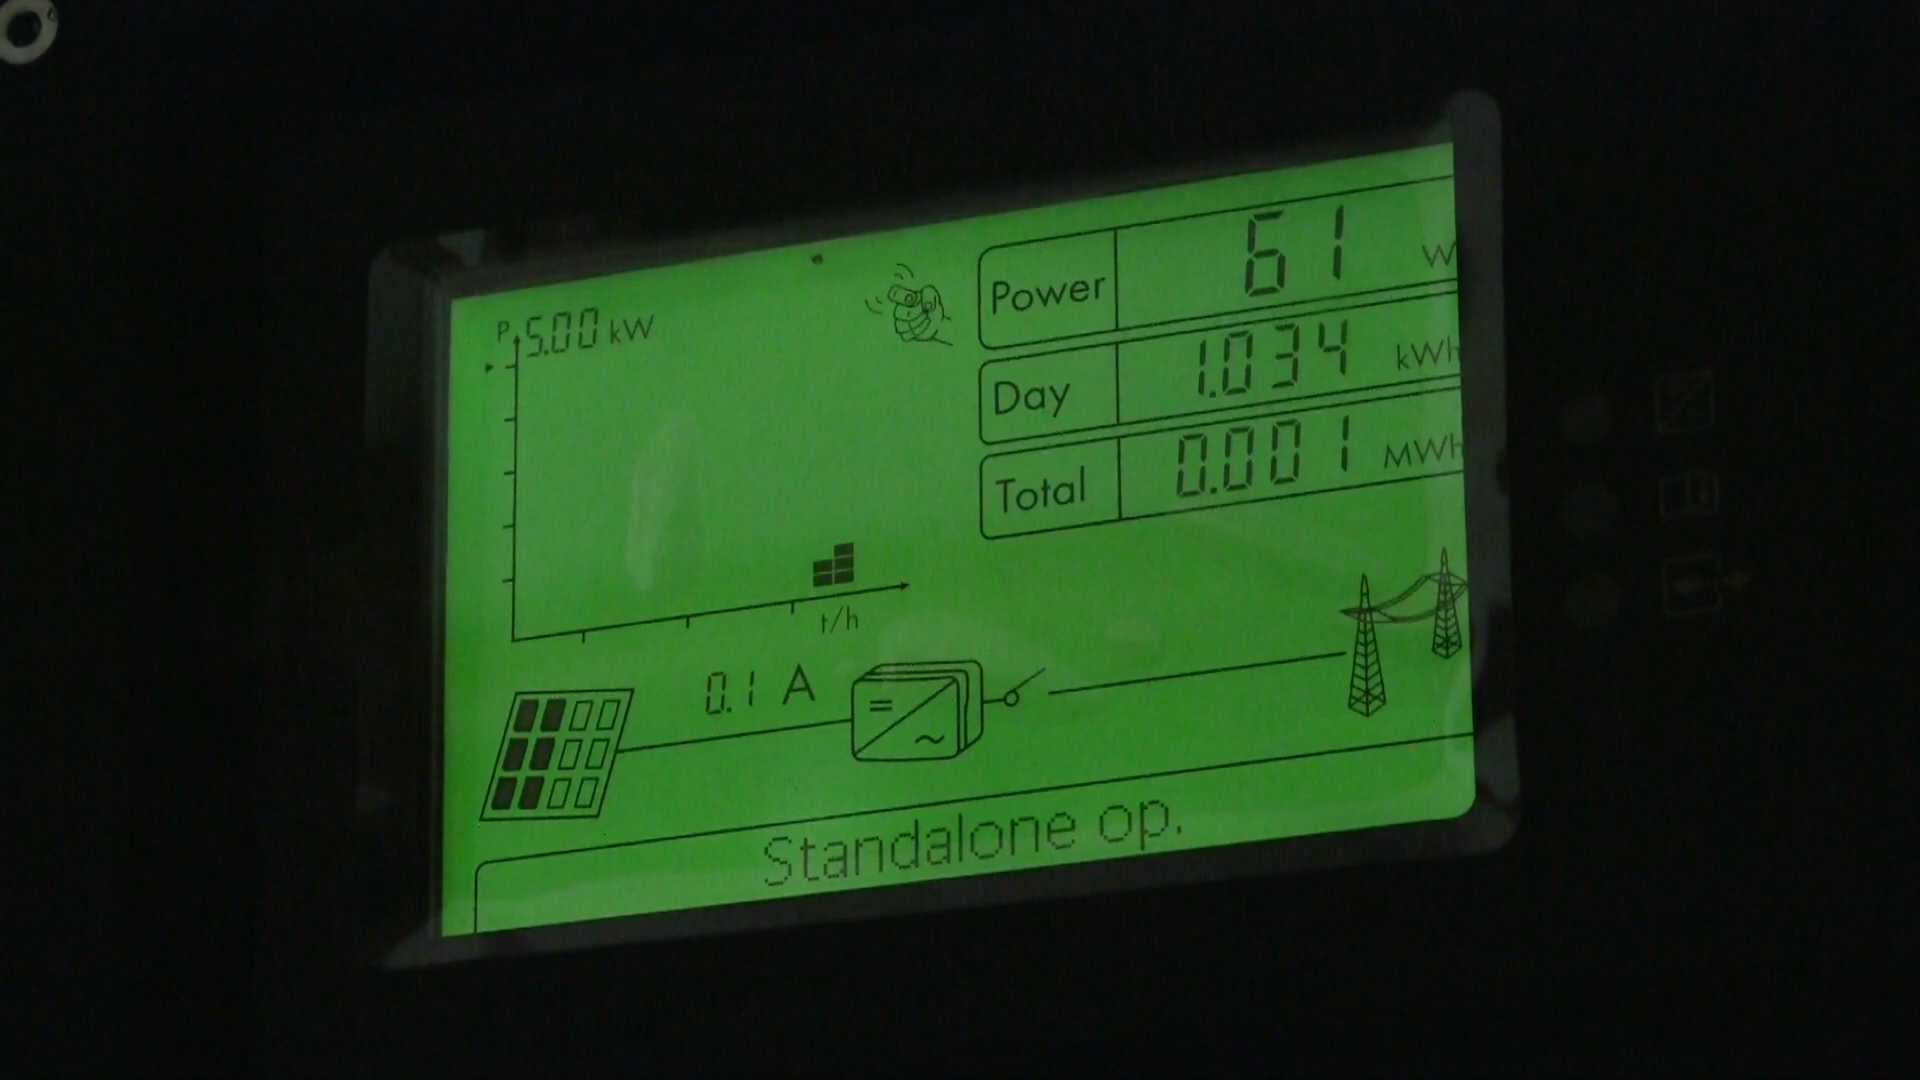 P 5.00 kW
Power 61 W
Day 1.034 kWh
Total 0.001 MWh
t/h
0.1 A
= ~
Standalone op.